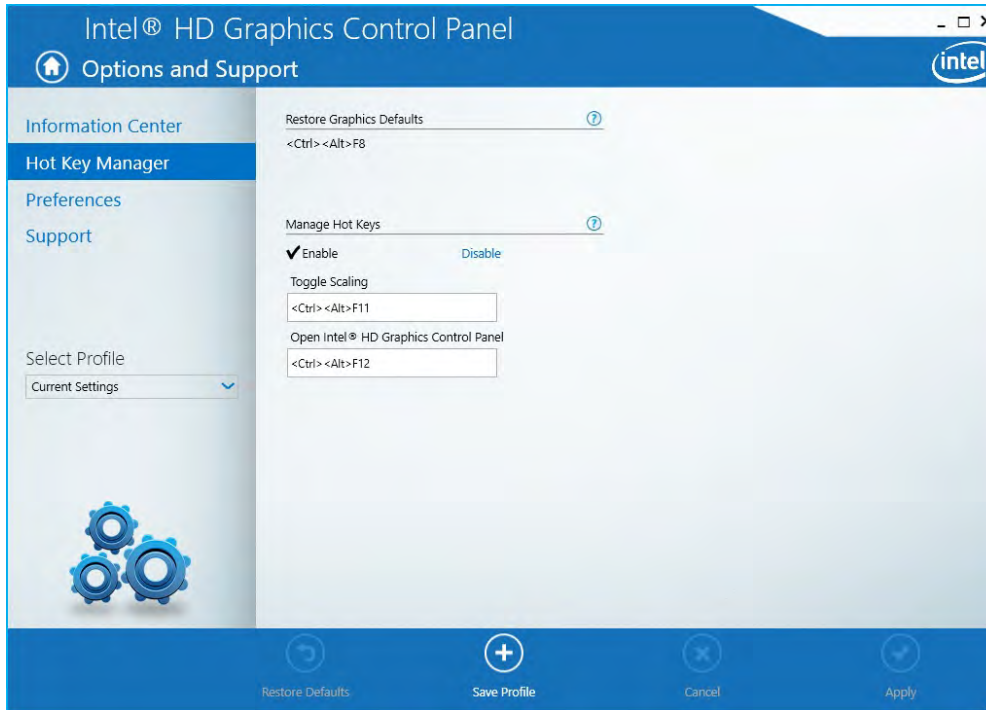 Intel® HD Graphics Control Panel
Options and Support
intel
Information Center
Hot Key Manager
Preferences
Support
Select Profile
Current Settings
Restore Graphics Defaults
<Ctrl><Alt>F8
Manage Hot Keys
Enable
Disable
Toggle Scaling
<Ctrl><Alt>F11
Open Intel® HD Graphics Control Panel
<Ctrl><Alt>F12
Restore Defaults
Save Profile
Cancel
Apply